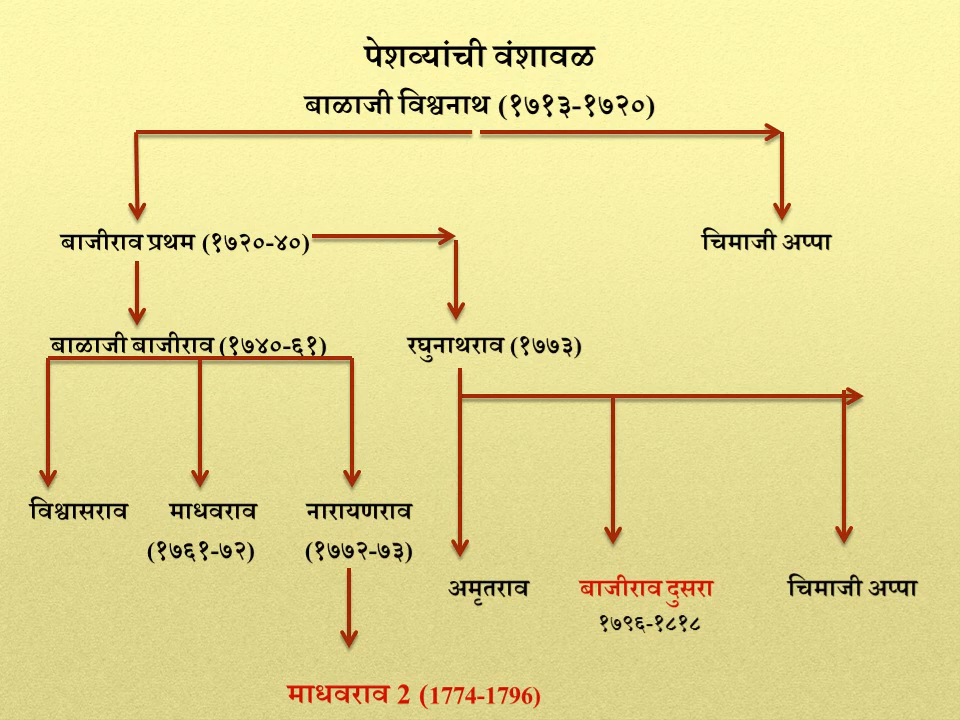 पेशव्यांची वंशावळ
बाळाजी विश्वनाथ (१७१३-१७२०)
बाजीराव प्रथम (१७२०-४०)
चिमाजी अप्पा
बाळाजी बाजीराव (१७४०-६१)
रघुनाथराव (१७७३)
विश्वासराव
माधवराव
नारायणराव
(१७६१-७२)
(१७७२-७३)
अमृतराव
बाजीराव दुसरा
चिमाजी अप्पा
१७९६-१८१८
माधवराव 2 (1774-1796)